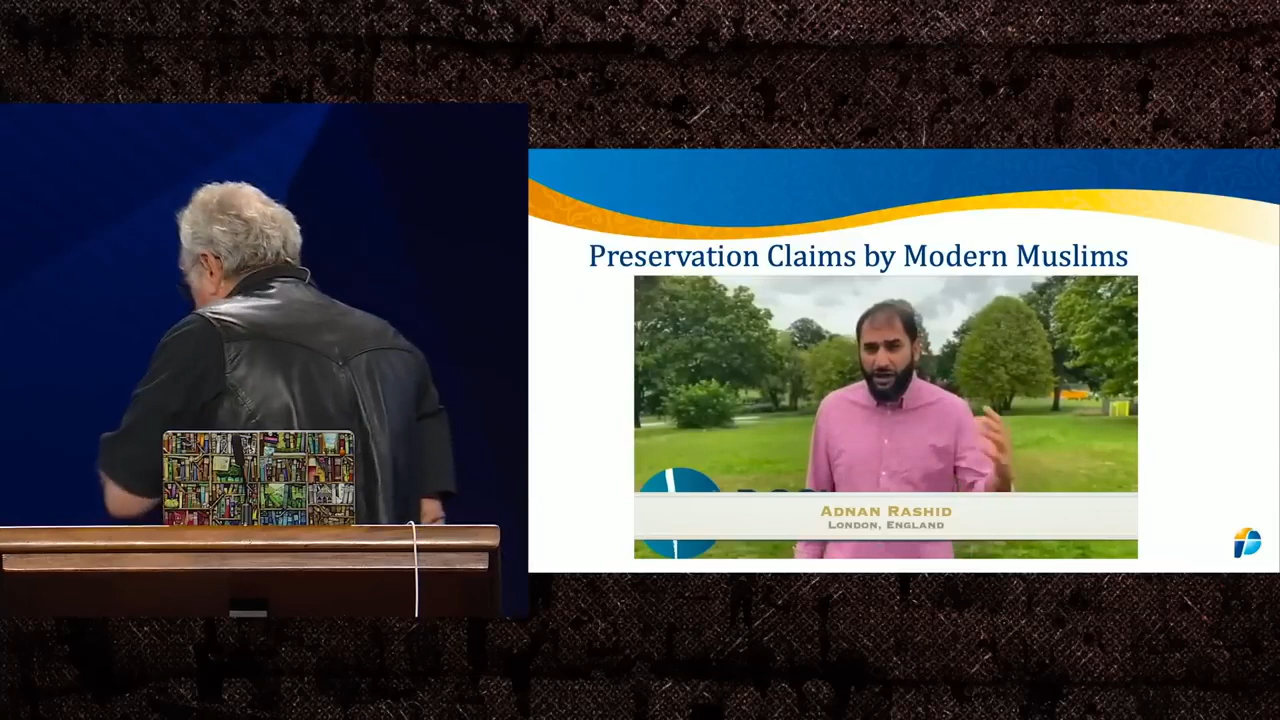 Preservation Claims by Modern Muslims
ADNAN RASHID
LONDON, ENGLAND